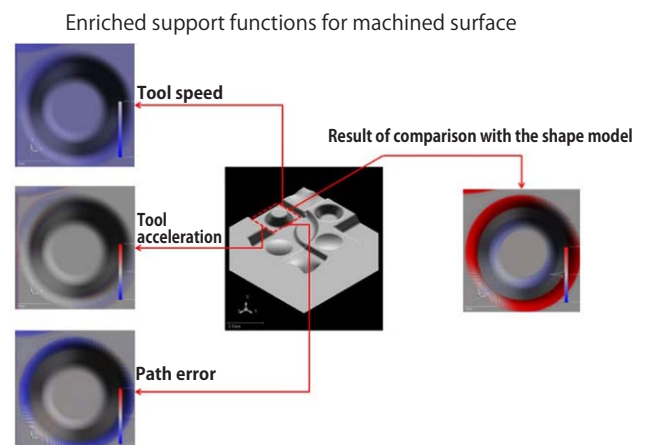 Enriched support functions for machined surface
Tool speed
Result of comparison with the shape model
Tool
acceleration
Path error